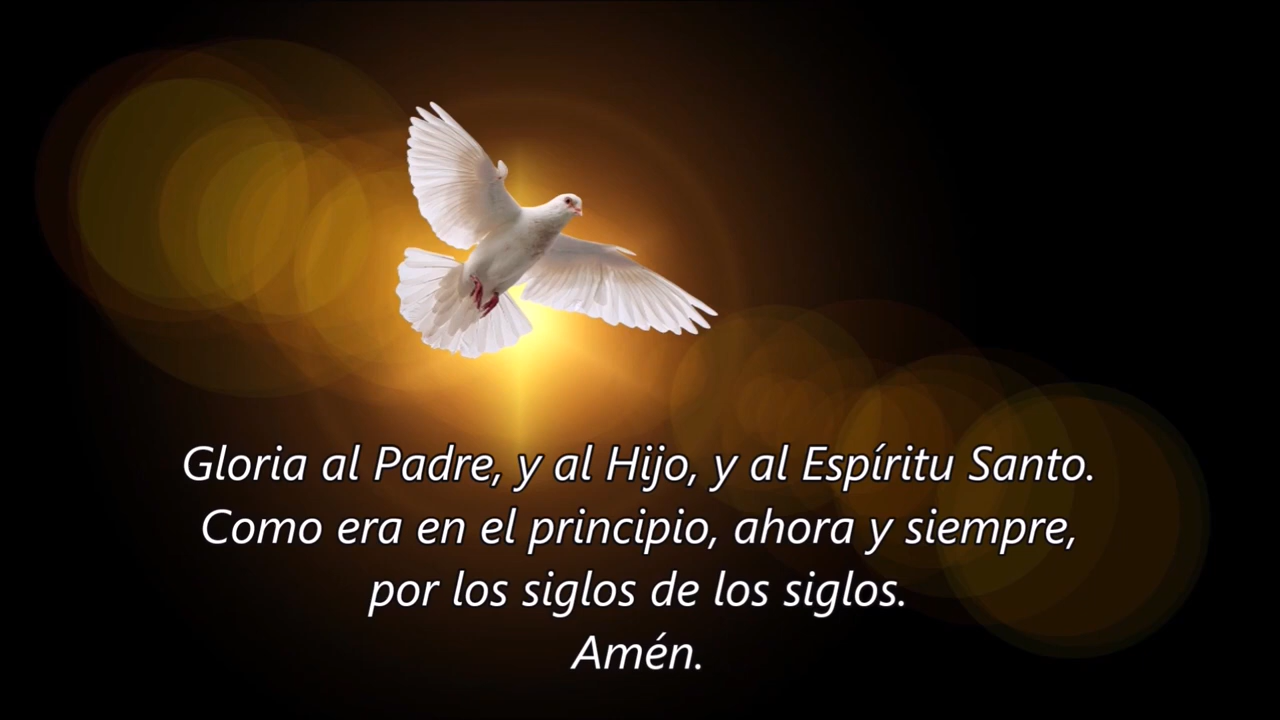 Gloria al Padre, y al Hijo, y al Espíritu Santo.
Como era en el principio, ahora y siempre,
por los siglos de los siglos.
Amén.